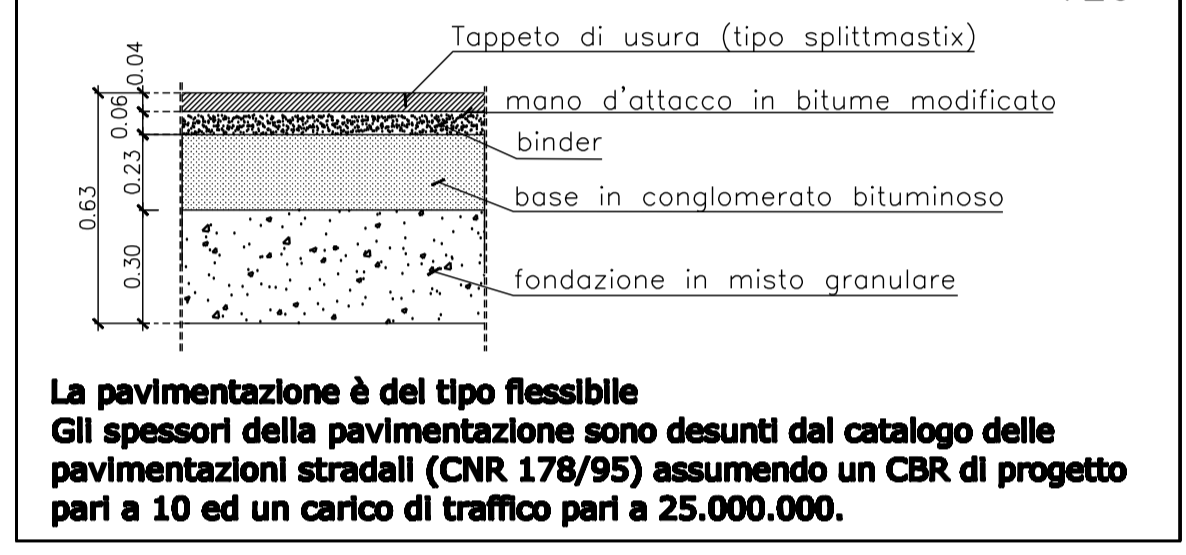 Tappeto di usura (tipo splittmastix)
mano d'attacco in bitume modificato
binder
base in conglomerato bituminoso
fondazione in misto granulare
0.04
0.06
0.23
0.30
0.63
La pavimentazione è del tipo flessibile
Gli spessori della pavimentazione sono desunti dal catalogo delle
pavimentazioni stradali (CNR 178/95) assumendo un CBR di progetto
pari a 10 ed un carico di traffico pari a 25.000.000.